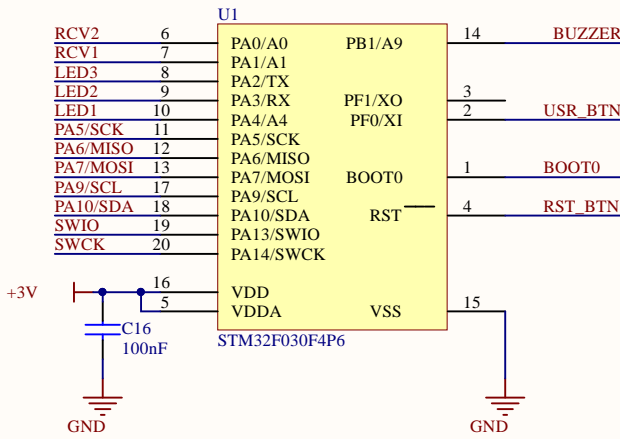 U1
RCV2 6 PA0/A0 PB1/A9 14 BUZZER
RCV1 7 PA1/A1
LED3 8 PA2/TX
LED2 9 PA3/RX PF1/XO 3
LED1 10 PA4/A4 PF0/XI 2 USR_BTN
PA5/SCK 11 PA5/SCK
PA6/MISO 12 PA6/MISO
PA7/MOSI 13 PA7/MOSI BOOT0 1 BOOT0
PA9/SCL 17 PA9/SCL
PA10/SDA 18 PA10/SDA RST 4 RST_BTN
SWIO 19 PA13/SWIO
SWCK 20 PA14/SWCK
+3V 16 VDD
5 VDDA VSS 15
C16
100nF
STM32F030F4P6
GND GND